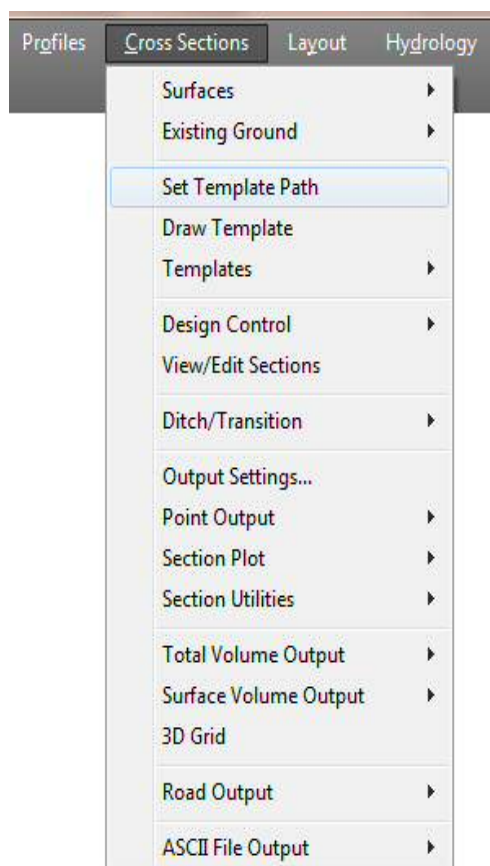 Profiles Cross Sections Layout Hydrology
Surfaces
Existing Ground
Set Template Path
Draw Template
Templates
Design Control
View/Edit Sections
Ditch/Transition
Output Settings...
Point Output
Section Plot
Section Utilities
Total Volume Output
Surface Volume Output
3D Grid
Road Output
ASCII File Output